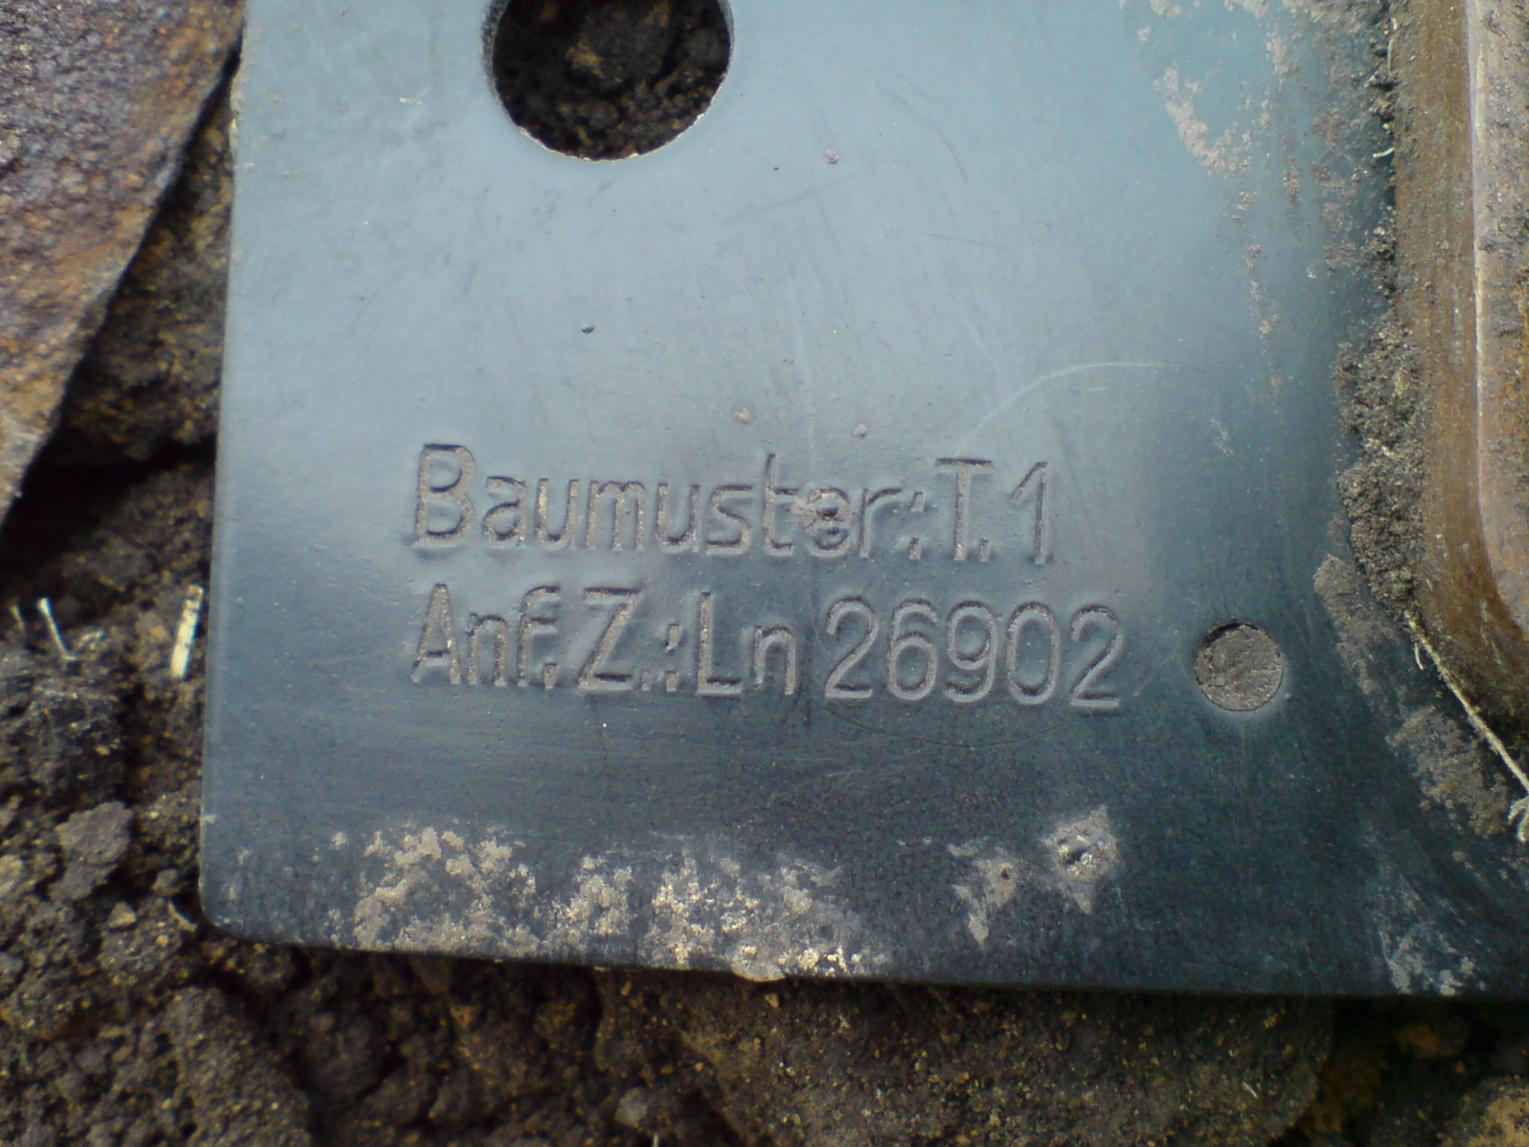 Baumuster: T. 1
Anf. Z.: Ln 26902